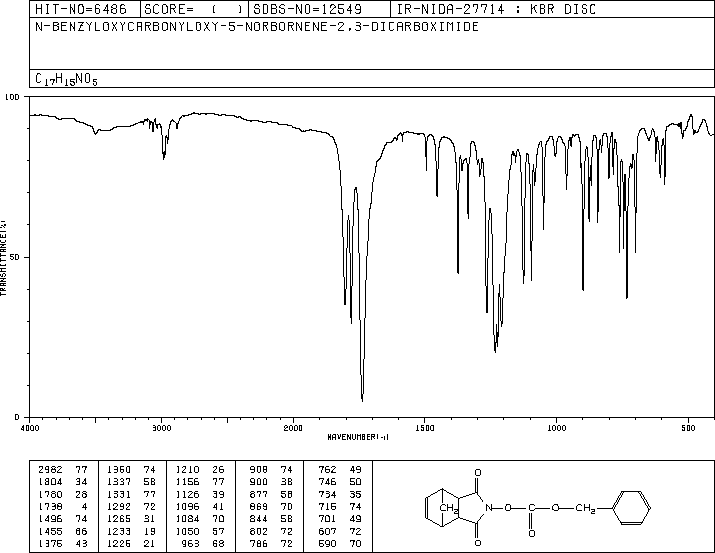 HIT-NO=6486 SCORE= ( ) SDBS-NO=12549 IR-NIDA-27714 : KBR DISC
N-BENZYLOXYCARBONYLOXY-5-NORBORNENE-2,3-DICARBOXIMIDE
C17H15NO5
100
50
0
TRANSMITTANCE(%)
4000 3000 2000 1500 1000 500
WAVENUMBER(-1)
2982 77 1360 74 1210 26 908 74 762 49
1804 34 1337 58 1156 77 900 38 746 50
1780 28 1331 77 1126 39 877 58 734 35
1738 4 1292 72 1096 41 869 70 716 74
1496 74 1265 31 1084 70 844 58 701 49
1455 66 1233 19 1050 57 802 72 607 72
1376 43 1226 21 963 68 786 72 590 70
O
CH2 N O C O CH2
O
O